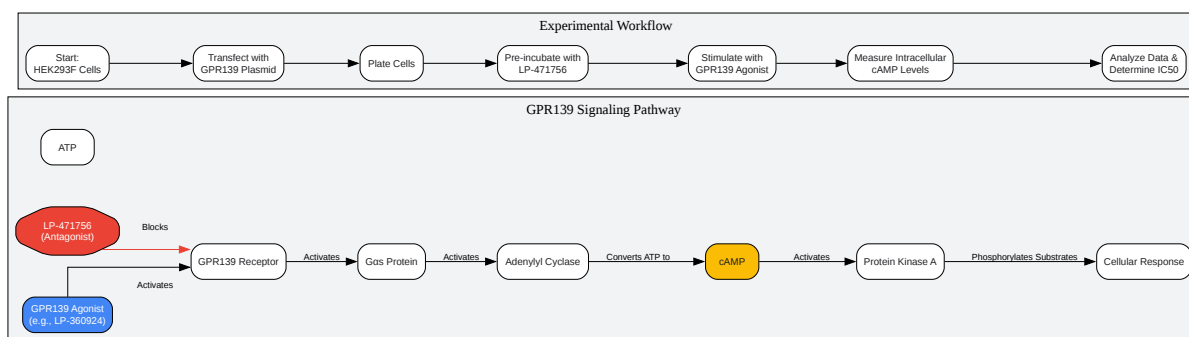 Experimental Workflow
Start:
HEK293F Cells
Transfect with
GPR139 Plasmid
Plate Cells
Pre-incubate with
LP-471756
Stimulate with
GPR139 Agonist
Measure Intracellular
cAMP Levels
Analyze Data &
Determine IC50
GPR139 Signaling Pathway
ATP
LP-471756
(Antagonist)
Blocks
GPR139 Agonist
(e.g., LP-360924)
Activates
GPR139 Receptor
Activates
Gαs Protein
Activates
Adenylyl Cyclase
Converts ATP to
cAMP
Activates
Protein Kinase A
Phosphorylates Substrates
Cellular Response